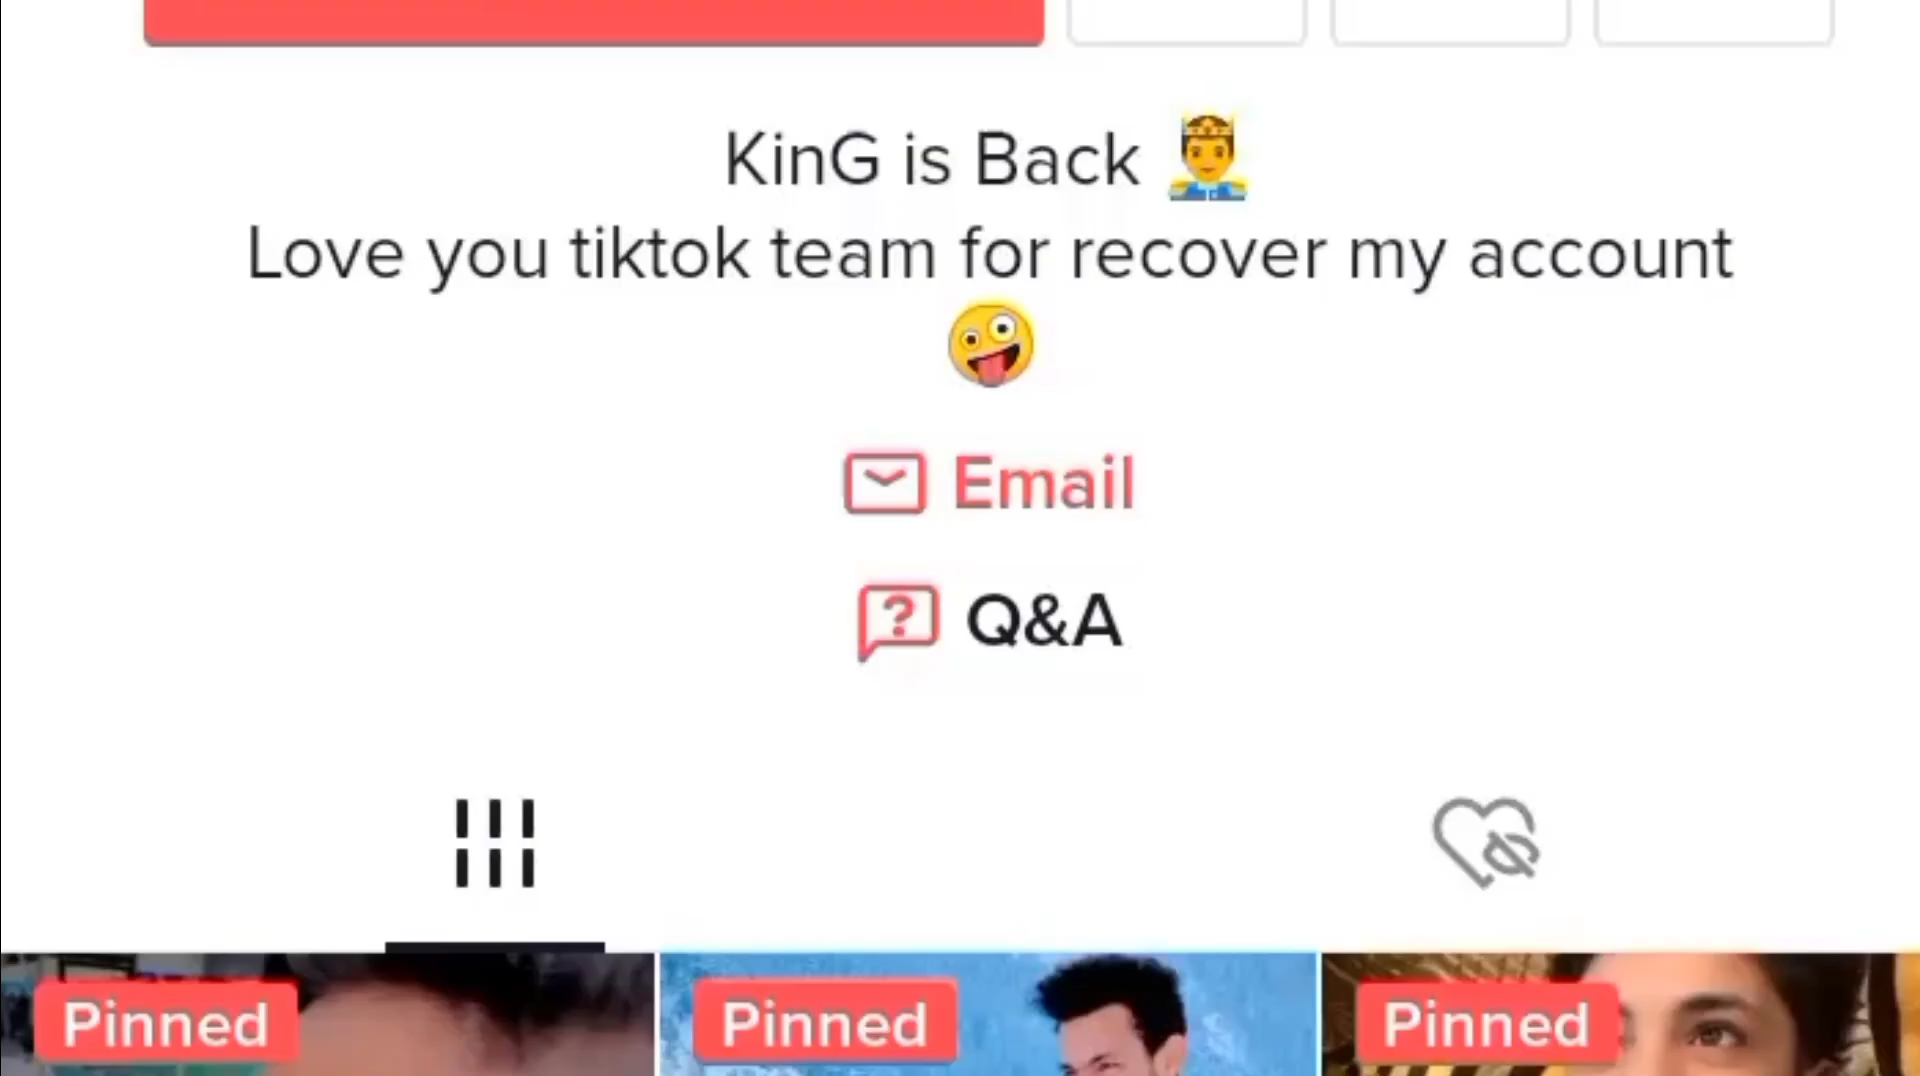 KinG is Back 🤴
Love you tiktok team for recover my account
🤪
Email
Q&A
Pinned
Pinned
Pinned